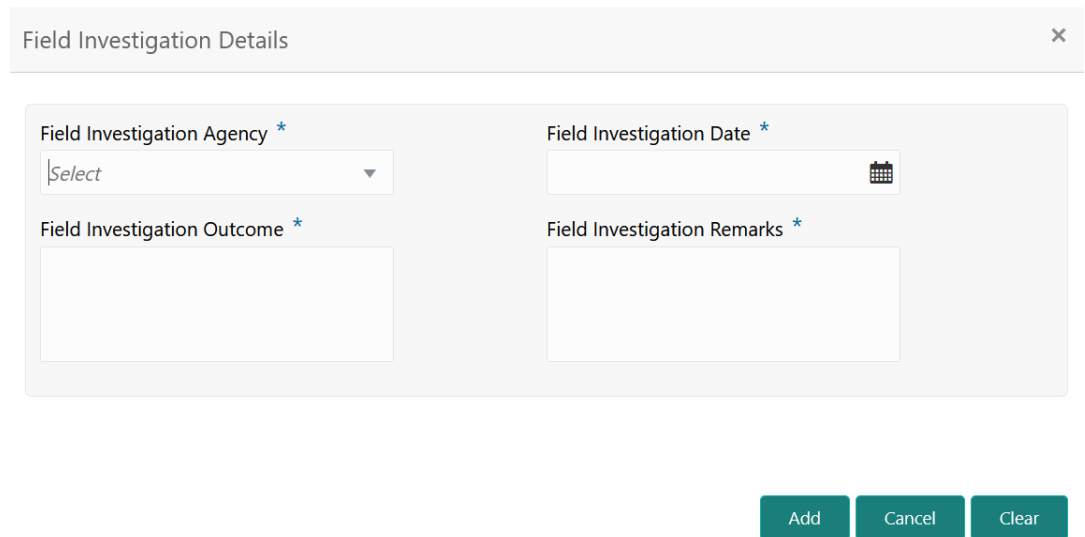 Field Investigation Details ×
Field Investigation Agency * Field Investigation Date *
Select
Field Investigation Outcome * Field Investigation Remarks *
Add Cancel Clear